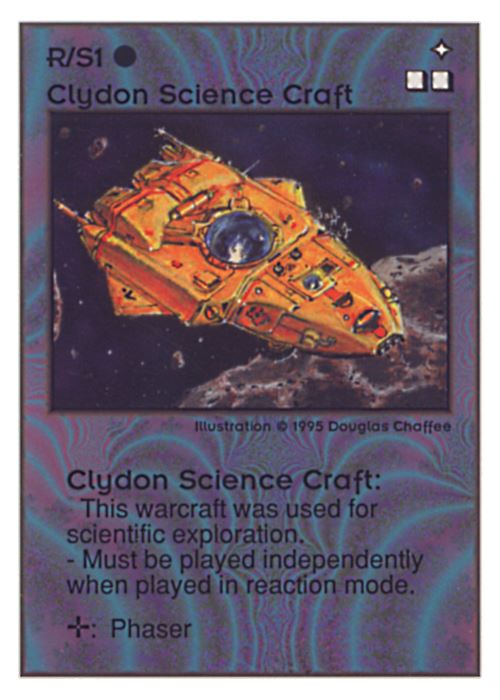 R/S1
Clydon Science Craft
Illustration © 1995 Douglas Chaffee
Clydon Science Craft:
- This warcraft was used for
scientific exploration.
- Must be played independently
when played in reaction mode.
: Phaser